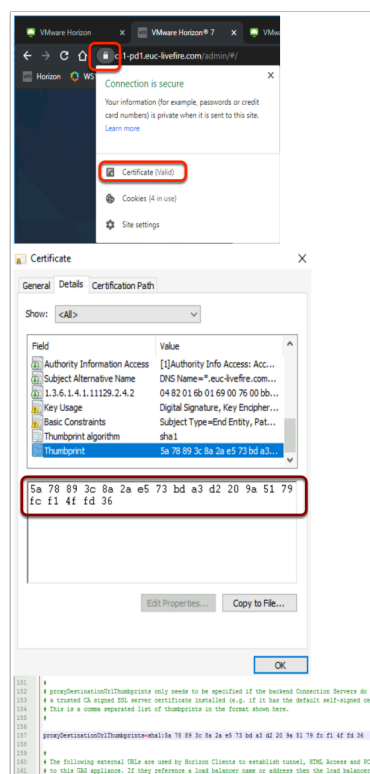 VMware Horizon
VMware Horizon® 7
VMwa
1-pd1.euc-livefire.com/admin/#/
Horizon
WS
Connection is secure
Your information (for example, passwords or credit
card numbers) is private when it is sent to this site.
Learn more
Certificate (Valid)
Cookies (4 in use)
Site settings
Certificate
General Details Certification Path
Show: <All>
Field Value
Authority Information Access [1]Authority Info Access: Acc...
Subject Alternative Name DNS Name=*.euc-livefire.com...
1.3.6.1.4.1.11129.2.4.2 04 82 01 6b 01 69 00 76 00 bb...
Key Usage Digital Signature, Key Encipher...
Basic Constraints Subject Type=End Entity, Pat...
Thumbprint algorithm sha1
Thumbprint 5a 78 89 3c 8a 2a e5 73 bd a3...
5a 78 89 3c 8a 2a e5 73 bd a3 d2 20 9a 51 79
fc f1 4f fd 36
Edit Properties... Copy to File...
OK
151 #
152 # proxyDestinationUrlThumbprints only needs to be specified if the backend Connection Servers do
153 # a trusted CA signed SSL server certificate installed (e.g. if it has the default self-signed ce
154 # This is a comma separated list of thumbprints in the format shown here.
155 #
156
157 proxyDestinationUrlThumbprints=sha1:5a 78 89 3c 8a 2a e5 73 bd a3 d2 20 9a 51 79 fc f1 4f fd 36
158
159 #
160 # The following external URLs are used by Horizon Clients to establish tunnel, HTML Access and PC
161 # to this UAG appliance. If they reference a load balancer name or address then the load balancer